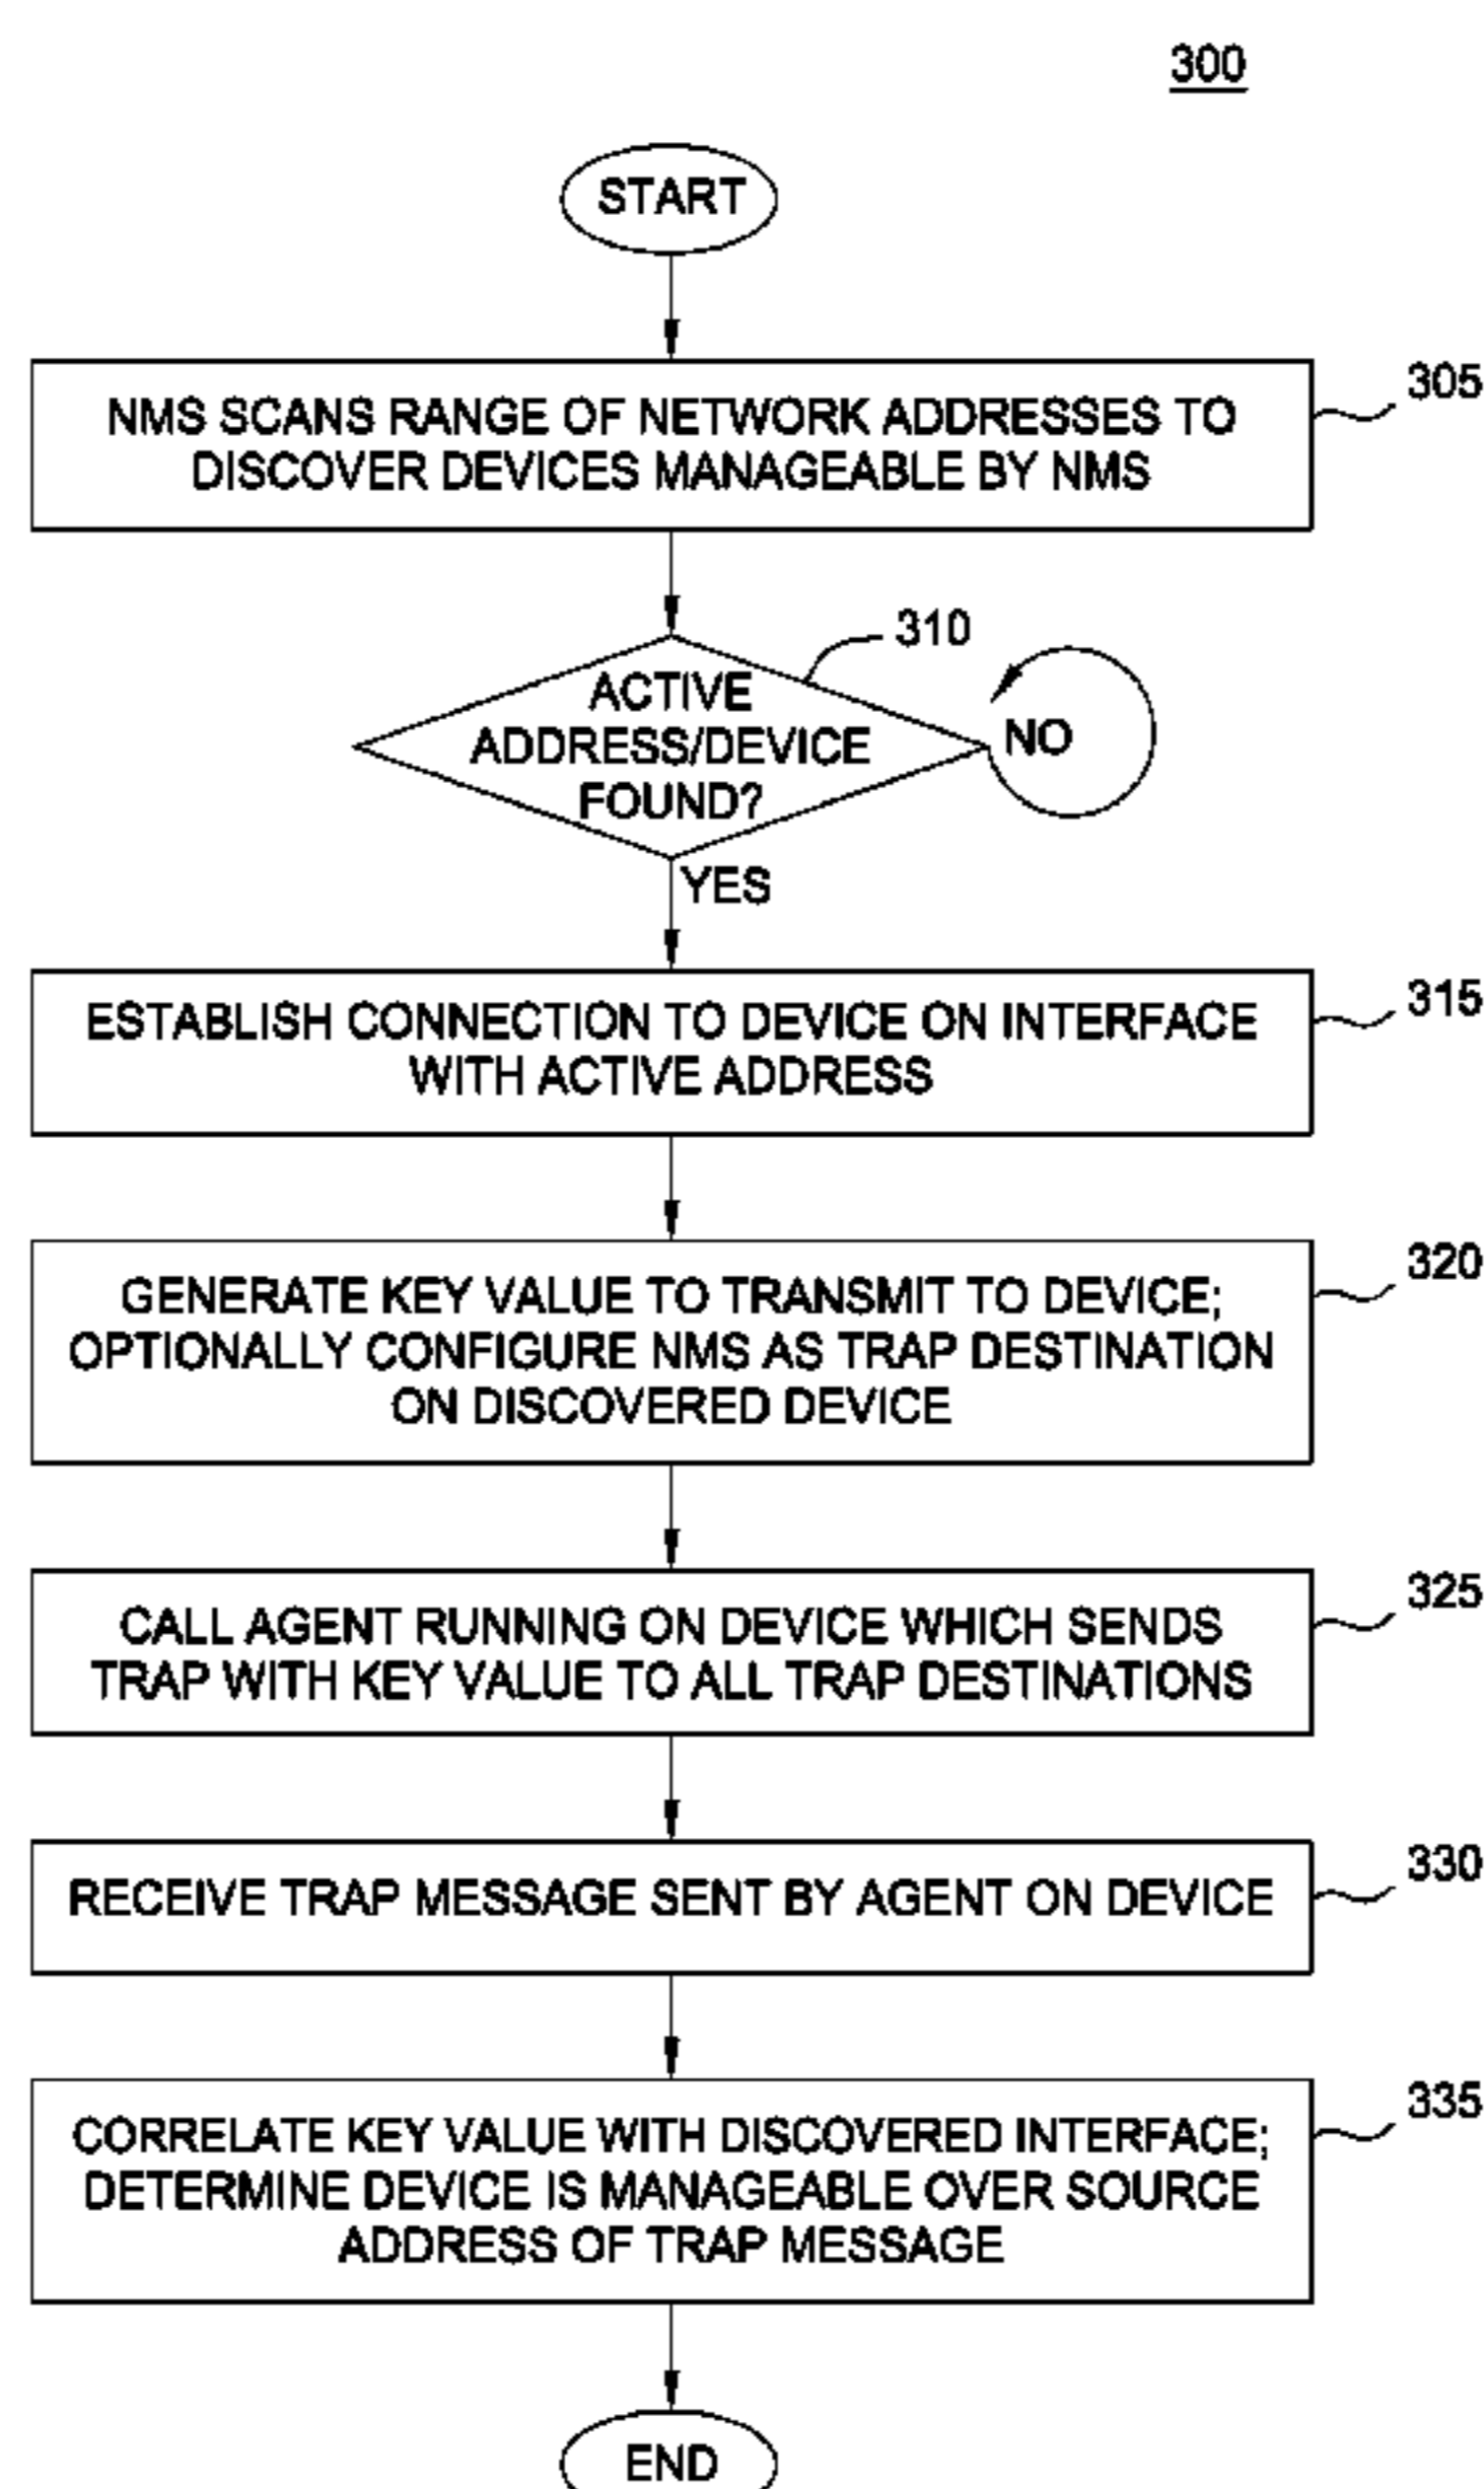 300
START
NMS SCANS RANGE OF NETWORK ADDRESSES TO
DISCOVER DEVICES MANAGEABLE BY NMS
305
310
ACTIVE
ADDRESS/DEVICE
FOUND?
NO
YES
ESTABLISH CONNECTION TO DEVICE ON INTERFACE
WITH ACTIVE ADDRESS
315
GENERATE KEY VALUE TO TRANSMIT TO DEVICE;
OPTIONALLY CONFIGURE NMS AS TRAP DESTINATION
ON DISCOVERED DEVICE
320
CALL AGENT RUNNING ON DEVICE WHICH SENDS
TRAP WITH KEY VALUE TO ALL TRAP DESTINATIONS
325
RECEIVE TRAP MESSAGE SENT BY AGENT ON DEVICE
330
CORRELATE KEY VALUE WITH DISCOVERED INTERFACE;
DETERMINE DEVICE IS MANAGEABLE OVER SOURCE
ADDRESS OF TRAP MESSAGE
335
END